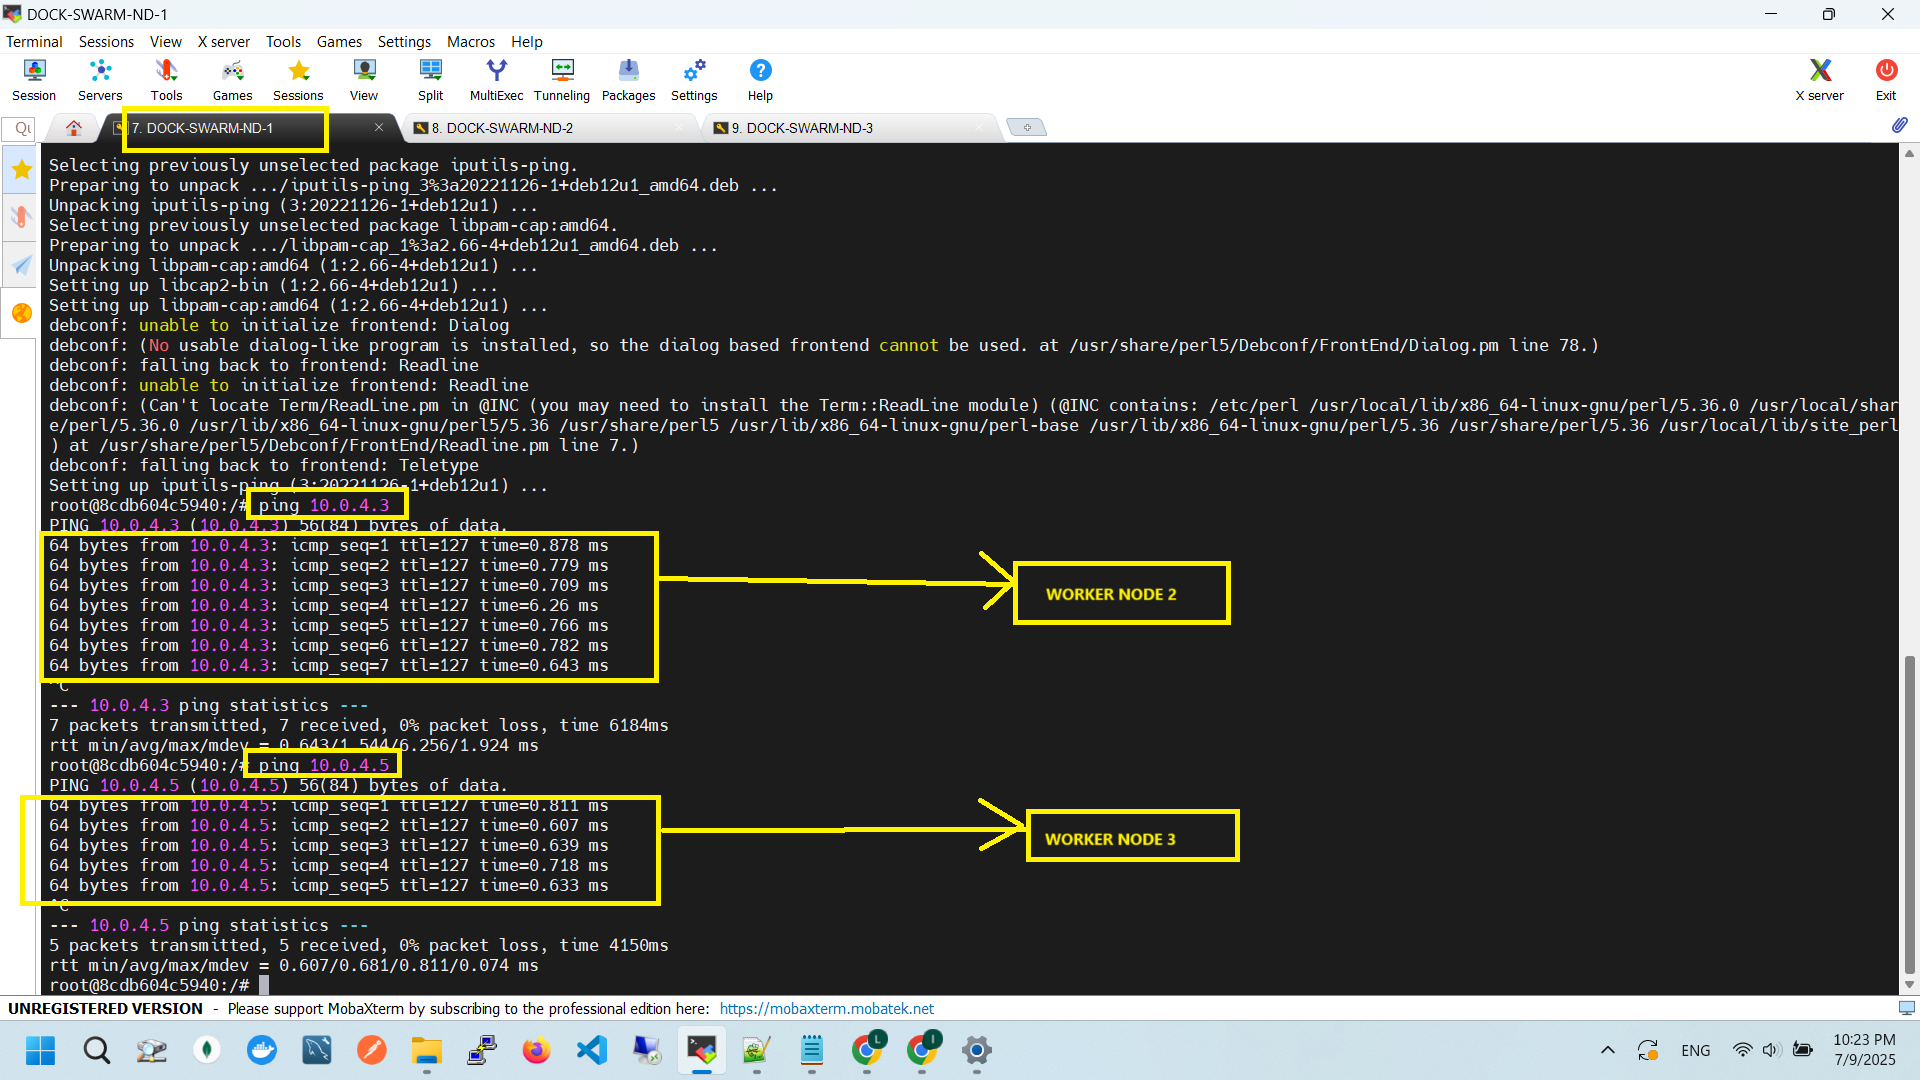 DOCK-SWARM-ND-1
Terminal Sessions View X server Tools Games Settings Macros Help
Session Servers Tools Games Sessions View Split MultiExec Tunneling Packages Settings Help X server Exit
Qu 7. DOCK-SWARM-ND-1 8. DOCK-SWARM-ND-2 9. DOCK-SWARM-ND-3
Selecting previously unselected package iputils-ping.
Preparing to unpack .../iputils-ping_3%3a20221126-1+deb12u1_amd64.deb ...
Unpacking iputils-ping (3:20221126-1+deb12u1) ...
Selecting previously unselected package libpam-cap:amd64.
Preparing to unpack .../libpam-cap_1%3a2.66-4+deb12u1_amd64.deb ...
Unpacking libpam-cap:amd64 (1:2.66-4+deb12u1) ...
Setting up libcap2-bin (1:2.66-4+deb12u1) ...
Setting up libpam-cap:amd64 (1:2.66-4+deb12u1) ...
debconf: unable to initialize frontend: Dialog
debconf: (No usable dialog-like program is installed, so the dialog based frontend cannot be used. at /usr/share/perl5/Debconf/FrontEnd/Dialog.pm line 78.)
debconf: falling back to frontend: Readline
debconf: unable to initialize frontend: Readline
debconf: (Can't locate Term/ReadLine.pm in @INC (you may need to install the Term::ReadLine module) (@INC contains: /etc/perl /usr/local/lib/x86_64-linux-gnu/perl/5.36.0 /usr/local/shar
e/perl/5.36.0 /usr/lib/x86_64-linux-gnu/perl5/5.36 /usr/share/perl5 /usr/lib/x86_64-linux-gnu/perl-base /usr/lib/x86_64-linux-gnu/perl/5.36 /usr/share/perl/5.36 /usr/local/lib/site_perl
) at /usr/share/perl5/Debconf/FrontEnd/Readline.pm line 7.)
debconf: falling back to frontend: Teletype
Setting up iputils-ping (3:20221126-1+deb12u1) ...
root@8cdb604c5940:/# ping 10.0.4.3
PING 10.0.4.3 (10.0.4.3) 56(84) bytes of data.
64 bytes from 10.0.4.3: icmp_seq=1 ttl=127 time=0.878 ms
64 bytes from 10.0.4.3: icmp_seq=2 ttl=127 time=0.779 ms
64 bytes from 10.0.4.3: icmp_seq=3 ttl=127 time=0.709 ms
64 bytes from 10.0.4.3: icmp_seq=4 ttl=127 time=6.26 ms
64 bytes from 10.0.4.3: icmp_seq=5 ttl=127 time=0.766 ms
64 bytes from 10.0.4.3: icmp_seq=6 ttl=127 time=0.782 ms
64 bytes from 10.0.4.3: icmp_seq=7 ttl=127 time=0.643 ms
WORKER NODE 2
^C
--- 10.0.4.3 ping statistics ---
7 packets transmitted, 7 received, 0% packet loss, time 6184ms
rtt min/avg/max/mdev = 0.643/1.544/6.256/1.924 ms
root@8cdb604c5940:/# ping 10.0.4.5
PING 10.0.4.5 (10.0.4.5) 56(84) bytes of data.
64 bytes from 10.0.4.5: icmp_seq=1 ttl=127 time=0.811 ms
64 bytes from 10.0.4.5: icmp_seq=2 ttl=127 time=0.607 ms
64 bytes from 10.0.4.5: icmp_seq=3 ttl=127 time=0.639 ms
64 bytes from 10.0.4.5: icmp_seq=4 ttl=127 time=0.718 ms
64 bytes from 10.0.4.5: icmp_seq=5 ttl=127 time=0.633 ms
WORKER NODE 3
^C
--- 10.0.4.5 ping statistics ---
5 packets transmitted, 5 received, 0% packet loss, time 4150ms
rtt min/avg/max/mdev = 0.607/0.681/0.811/0.074 ms
root@8cdb604c5940:/#
UNREGISTERED VERSION - Please support MobaXterm by subscribing to the professional edition here: https://mobaxterm.mobatek.net
L I ENG 10:23 PM
7/9/2025